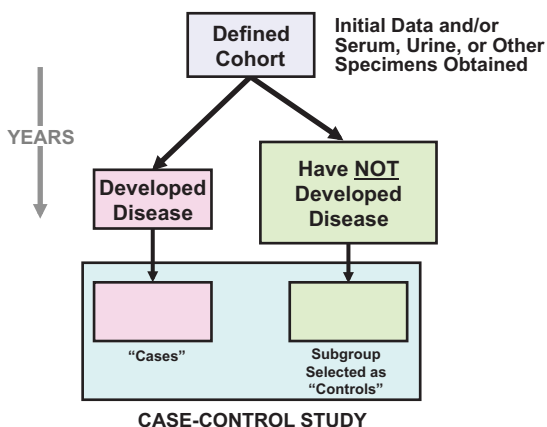 Defined
Cohort
Initial Data and/or
Serum, Urine, or Other
Specimens Obtained
YEARS
Developed
Disease
Have NOT
Developed
Disease
“Cases”
Subgroup
Selected as
“Controls”
CASE-CONTROL STUDY